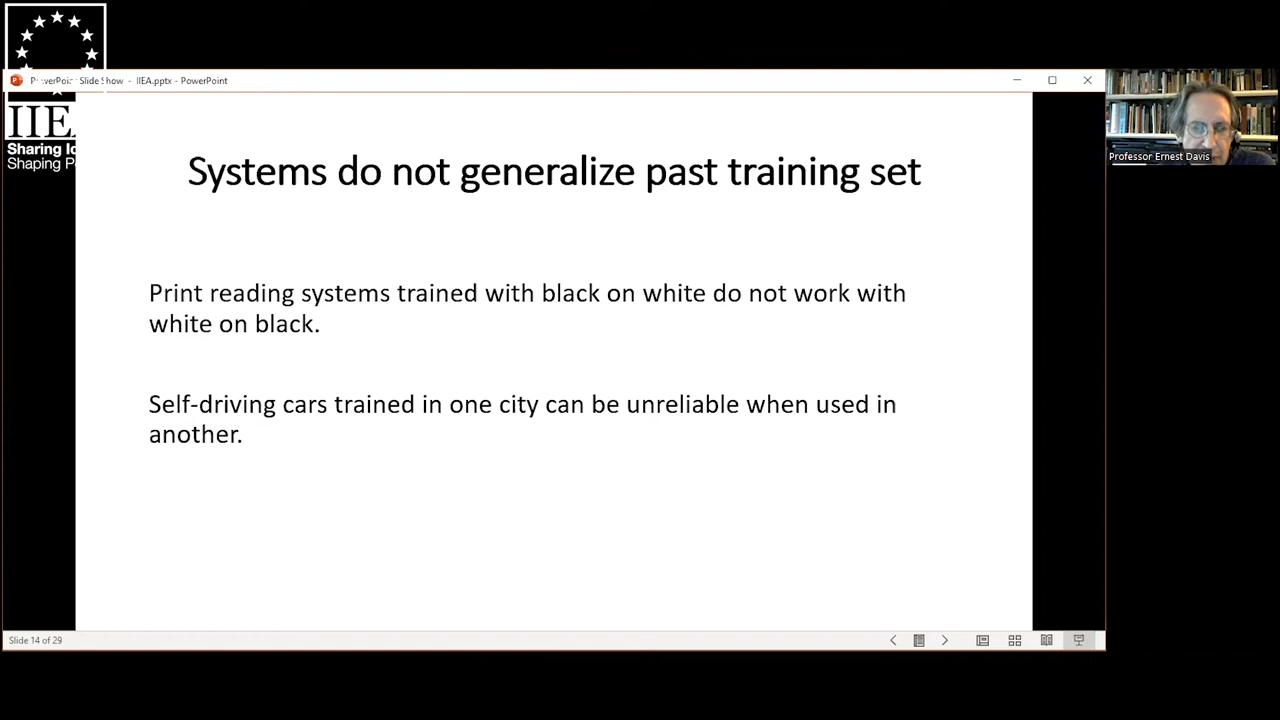 PowerPoint Slide Show - IIEA.pptx - PowerPoint
IIEA
Sharing Id
Shaping Po
Professor Ernest Davis
Systems do not generalize past training set
Print reading systems trained with black on white do not work with
white on black.
Self-driving cars trained in one city can be unreliable when used in
another.
Slide 14 of 29